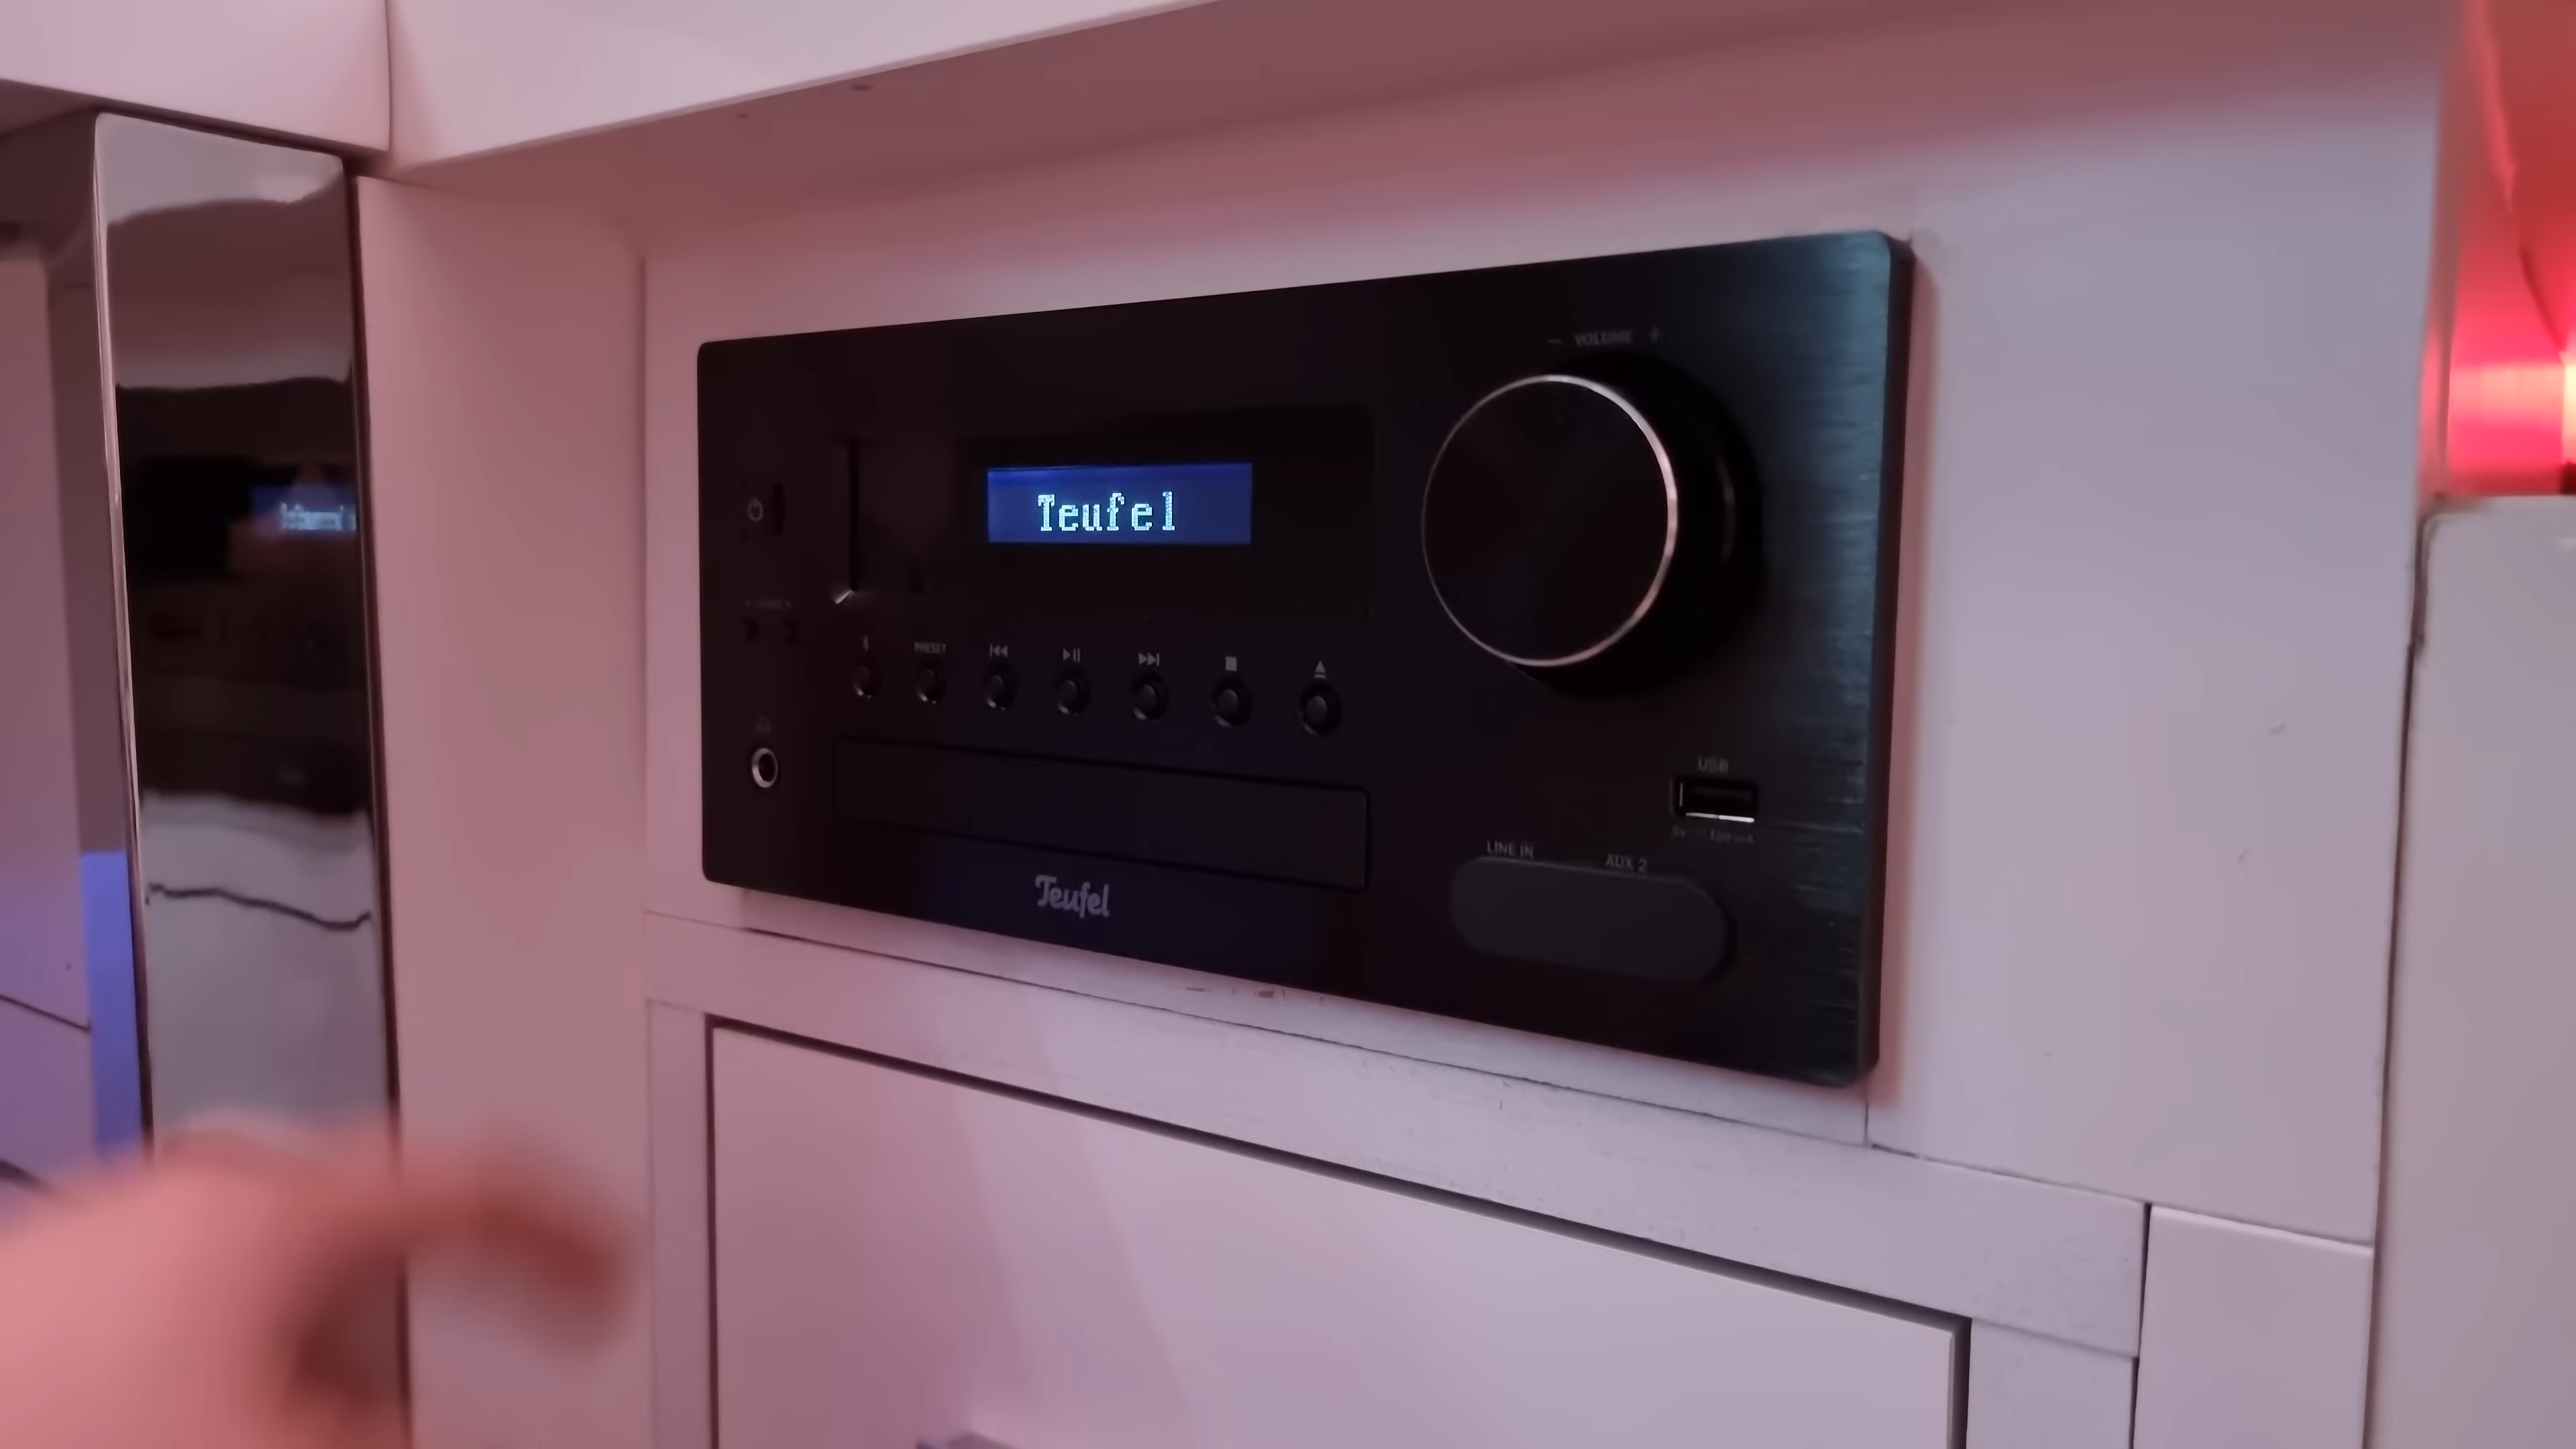 − VOLUME +
Teufel
PRESET
USB
LINE IN AUX 2
Teufel